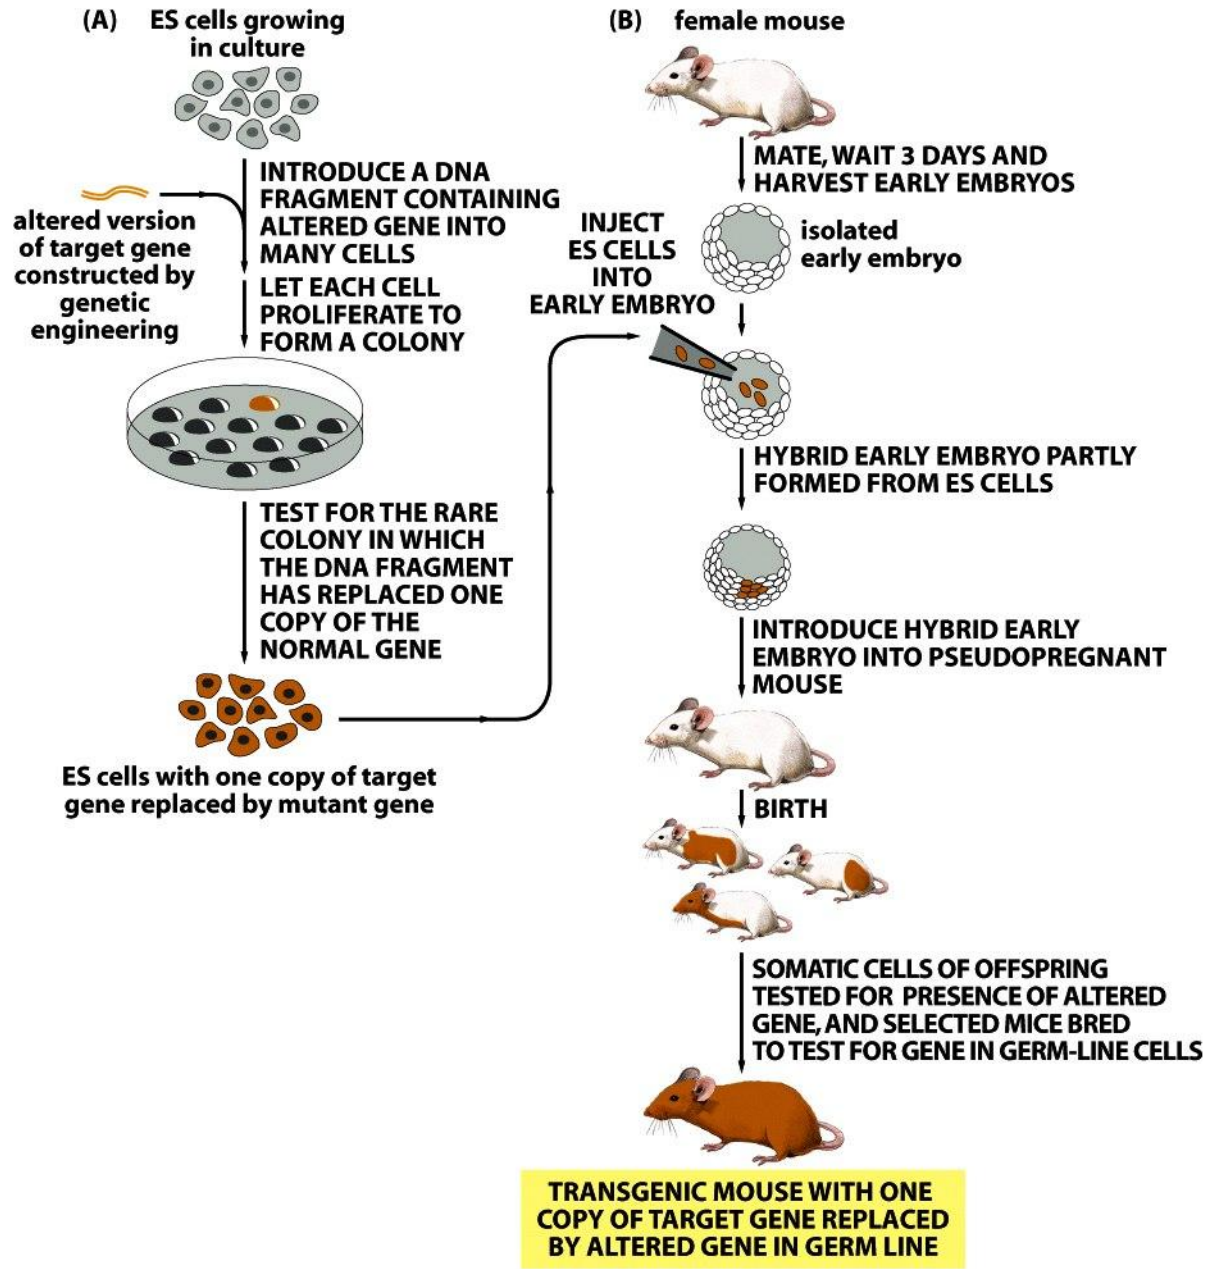 (A) ES cells growing
in culture
INTRODUCE A DNA
FRAGMENT CONTAINING
ALTERED GENE INTO
MANY CELLS
altered version
of target gene
constructed by
genetic
engineering
LET EACH CELL
PROLIFERATE TO
FORM A COLONY
TEST FOR THE RARE
COLONY IN WHICH
THE DNA FRAGMENT
HAS REPLACED ONE
COPY OF THE
NORMAL GENE
ES cells with one copy of target
gene replaced by mutant gene
(B) female mouse
MATE, WAIT 3 DAYS AND
HARVEST EARLY EMBRYOS
isolated
early embryo
INJECT
ES CELLS
INTO
EARLY EMBRYO
HYBRID EARLY EMBRYO PARTLY
FORMED FROM ES CELLS
INTRODUCE HYBRID EARLY
EMBRYO INTO PSEUDOPREGNANT
MOUSE
BIRTH
SOMATIC CELLS OF OFFSPRING
TESTED FOR PRESENCE OF ALTERED
GENE, AND SELECTED MICE BRED
TO TEST FOR GENE IN GERM-LINE CELLS
TRANSGENIC MOUSE WITH ONE
COPY OF TARGET GENE REPLACED
BY ALTERED GENE IN GERM LINE